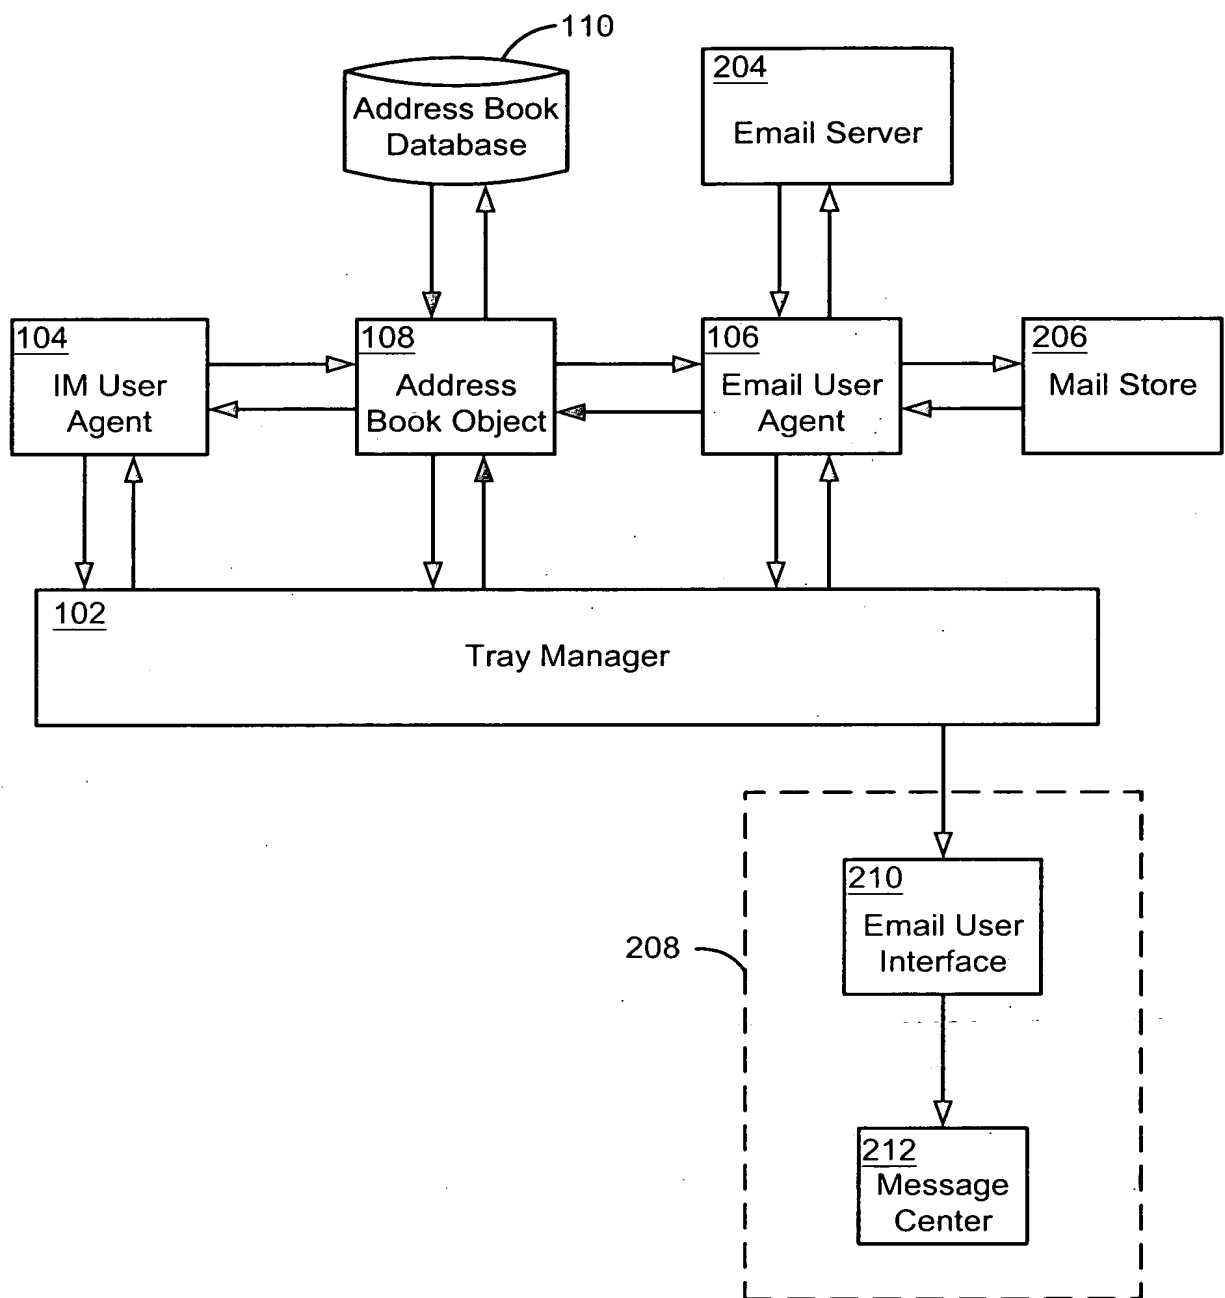 110
Address Book
Database
204
Email Server
104
IM User
Agent
108
Address
Book Object
106
Email User
Agent
206
Mail Store
102
Tray Manager
208
210
Email User
Interface
212
Message
Center